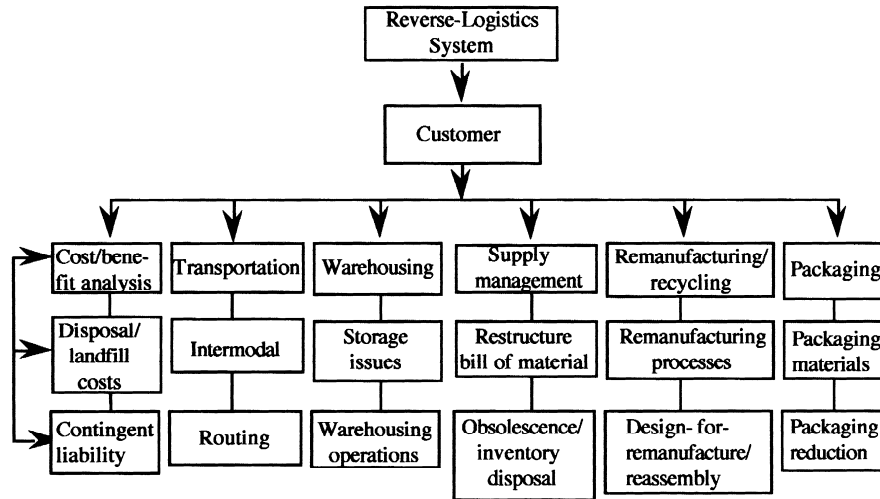 Reverse-Logistics
System
Customer
Cost/bene-
fit analysis
Transportation
Warehousing
Supply
management
Remanufacturing/
recycling
Packaging
Disposal/
landfill
costs
Intermodal
Storage
issues
Restructure
bill of material
Remanufacturing
processes
Packaging
materials
Contingent
liability
Routing
Warehousing
operations
Obsolescence/
inventory
disposal
Design- for-
remanufacture/
reassembly
Packaging
reduction